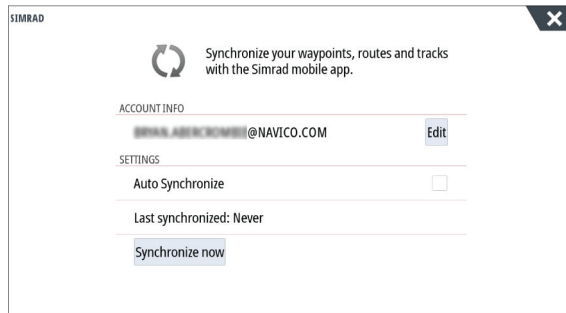 SIMRAD
Synchronize your waypoints, routes and tracks
with the Simrad mobile app.
ACCOUNT INFO
@NAVICO.COM
Edit
SETTINGS
Auto Synchronize
Last synchronized: Never
Synchronize now